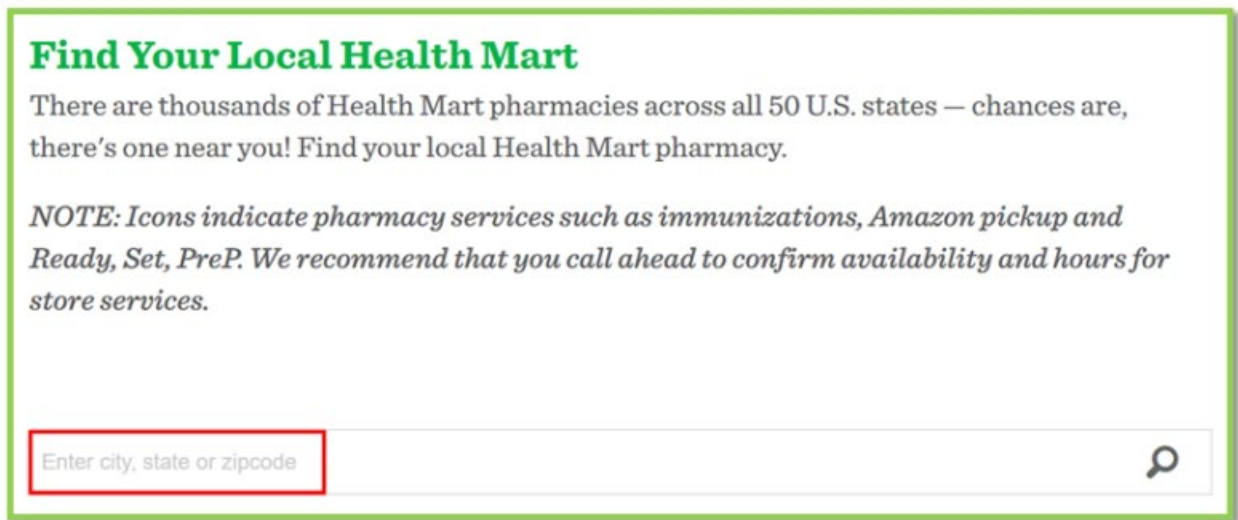 Find Your Local Health Mart
There are thousands of Health Mart pharmacies across all 50 U.S. states — chances are,
there's one near you! Find your local Health Mart pharmacy.
NOTE: Icons indicate pharmacy services such as immunizations, Amazon pickup and
Ready, Set, PreP. We recommend that you call ahead to confirm availability and hours for
store services.
Enter city, state or zipcode